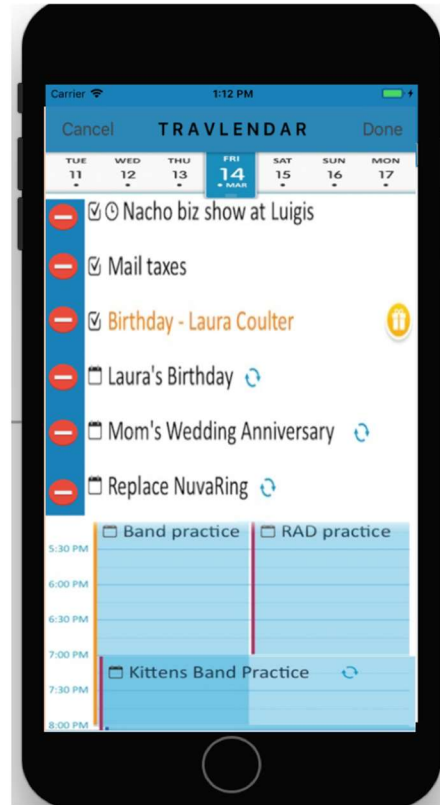 Carrier 1:12 PM
Cancel TRAVLENDAR Done
TUE WED THU FRI SAT SUN MON
11 12 13 14 15 16 17
MAR
Nacho biz show at Luigis
Mail taxes
Birthday - Laura Coulter
Laura's Birthday
Mom's Wedding Anniversary
Replace NuvaRing
Band practice RAD practice
5:30 PM
6:00 PM
6:30 PM
7:00 PM
Kittens Band Practice
7:30 PM
8:00 PM